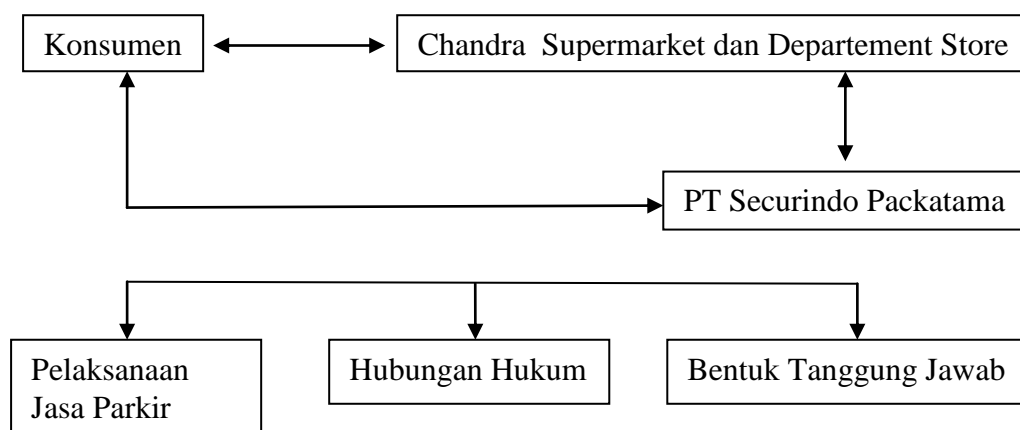 Konsumen
Chandra Supermarket dan Departement Store
PT Securindo Packatama
Pelaksanaan
Jasa Parkir
Hubungan Hukum
Bentuk Tanggung Jawab